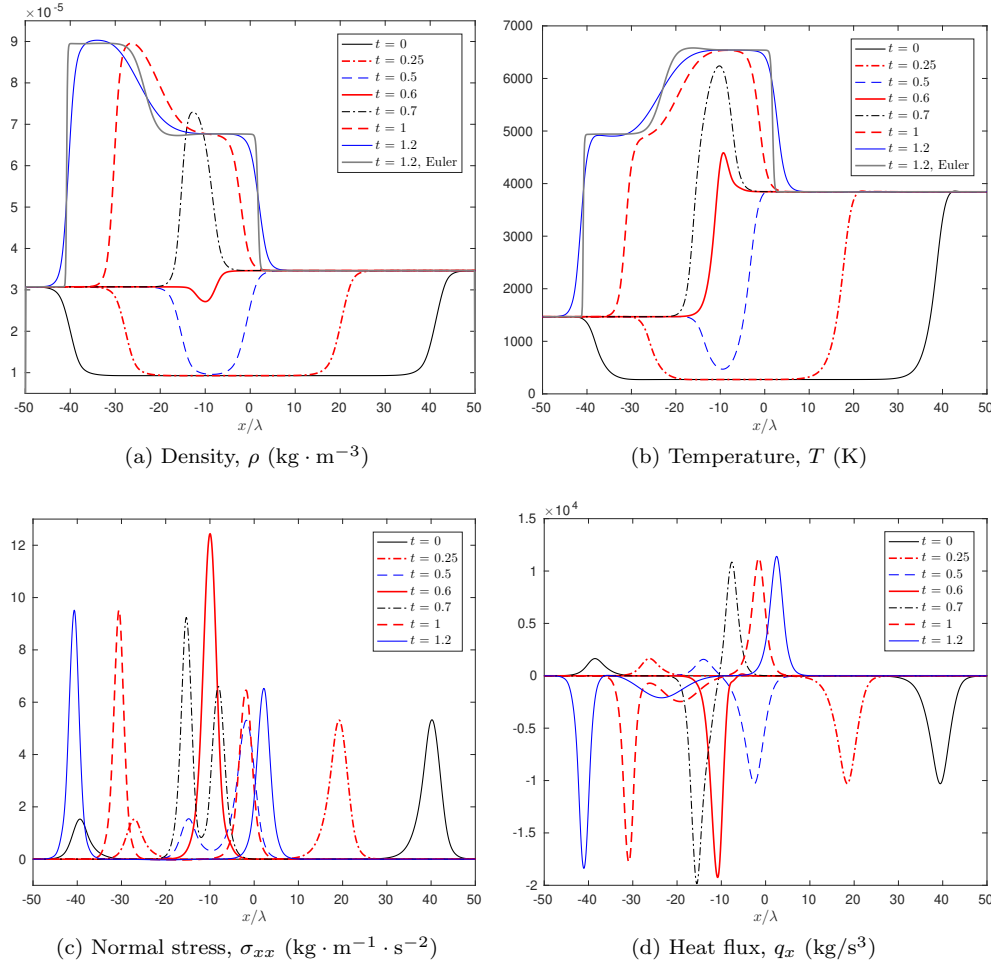 × 10⁻⁵
9
7
5
3
1
-50 -40 -30 -20 -10 0 10 20 30 40 50
x/λ
t = 0
t = 0.25
t = 0.5
t = 0.6
t = 0.7
t = 1
t = 1.2
t = 1.2, Euler
(a) Density, ρ (kg · m⁻³)
7000
6000
5000
4000
3000
2000
1000
0
-50 -40 -30 -20 -10 0 10 20 30 40 50
x/λ
t = 0
t = 0.25
t = 0.5
t = 0.6
t = 0.7
t = 1
t = 1.2
t = 1.2, Euler
(b) Temperature, T (K)
12
10
8
6
4
2
0
-50 -40 -30 -20 -10 0 10 20 30 40 50
x/λ
t = 0
t = 0.25
t = 0.5
t = 0.6
t = 0.7
t = 1
t = 1.2
(c) Normal stress, σxx (kg · m⁻¹ · s⁻²)
× 10⁴
1.5
1
0.5
0
-0.5
-1
-1.5
-2
-50 -40 -30 -20 -10 0 10 20 30 40 50
x/λ
t = 0
t = 0.25
t = 0.5
t = 0.6
t = 0.7
t = 1
t = 1.2
(d) Heat flux, qx (kg/s³)